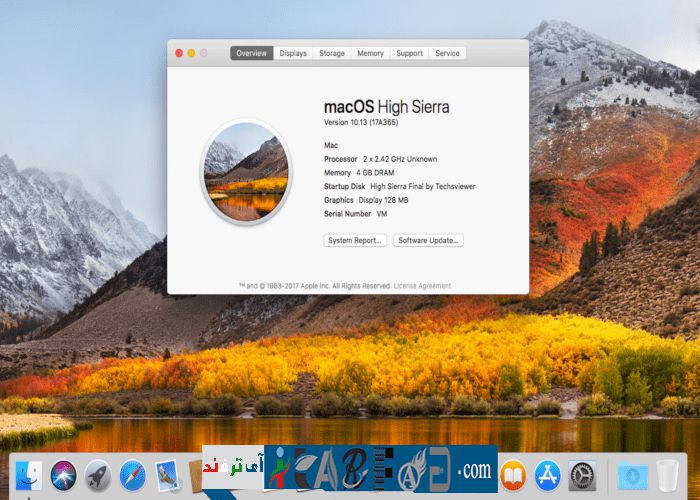 Overview Displays Storage Memory Support Service
macOS High Sierra
Version 10.13 (17A365)
Mac
Processor 2 x 2.42 GHz Unknown
Memory 4 GB DRAM
Startup Disk High Sierra Final by Techsviewer
Graphics Display 128 MB
Serial Number VM
System Report... Software Update...
™ and © 1983-2017 Apple Inc. All Rights Reserved. License Agreement
آی ترفند
.com